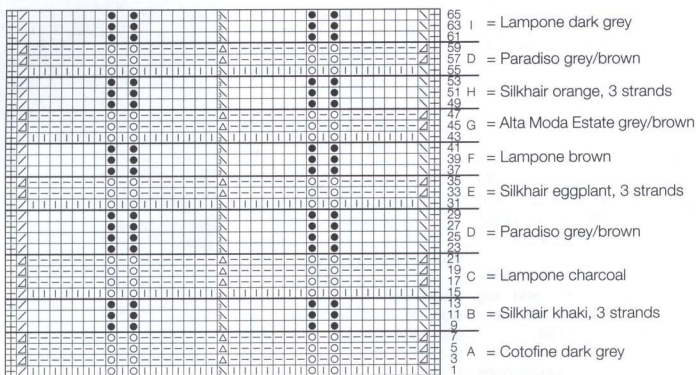 65
63 I = Lampone dark grey
61
59
57 D = Paradiso grey/brown
55
53
51 H = Silkhair orange, 3 strands
49
47
45 G = Alta Moda Estate grey/brown
43
41
39 F = Lampone brown
37
35
33 E = Silkhair eggplant, 3 strands
31
29
27
25 D = Paradiso grey/brown
23
21
19
17 C = Lampone charcoal
15
13
11 B = Silkhair khaki, 3 strands
9
7
5 A = Cotofine dark grey
3
1